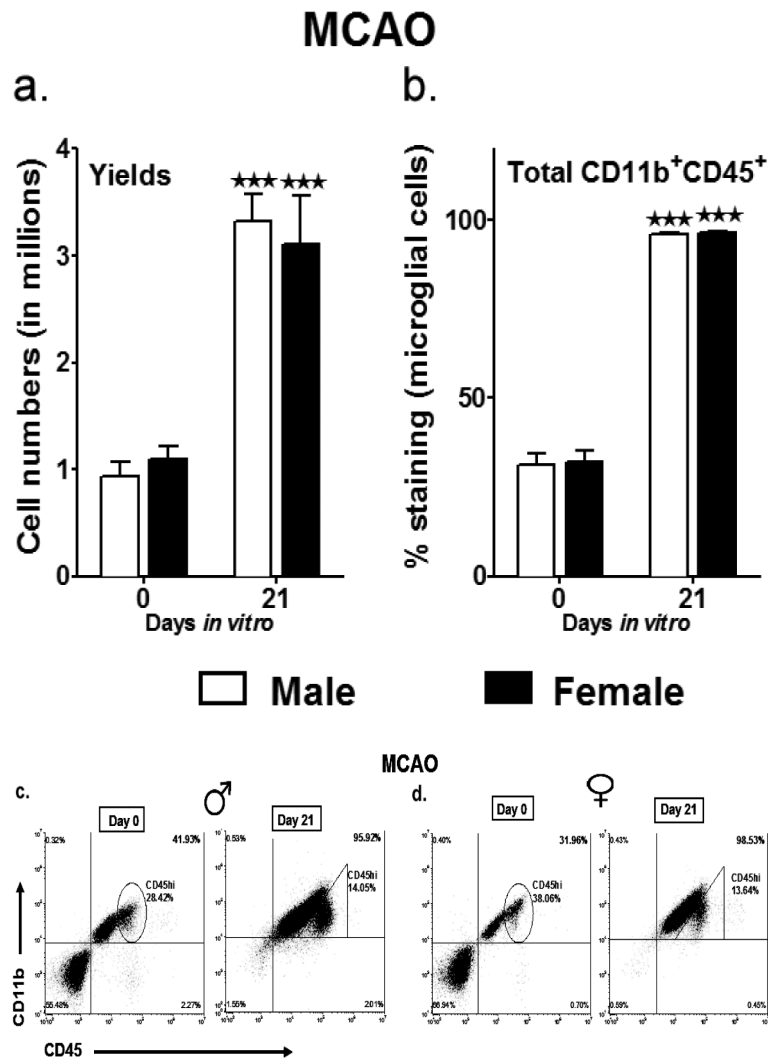 MCAO
a.
b.
Yields
★★★ ★★★
Total CD11b+CD45+
★★★ ★★★
Cell numbers (in millions)
4
3
2
1
0
0 21
Days in vitro
% staining (microglial cells)
100
50
0
0 21
Days in vitro
Male Female
MCAO
c. ♂ d. ♀
Day 0
0.32% 41.93%
CD45hi
28.42%
2.27%
Day 21
0.53% 95.92%
CD45hi
14.05%
1.55% 2.01%
Day 0
0.40% 31.96%
CD45hi
38.06%
0.70%
Day 21
0.43% 98.53%
CD45hi
13.64%
0.59% 0.45%
CD11b
CD45